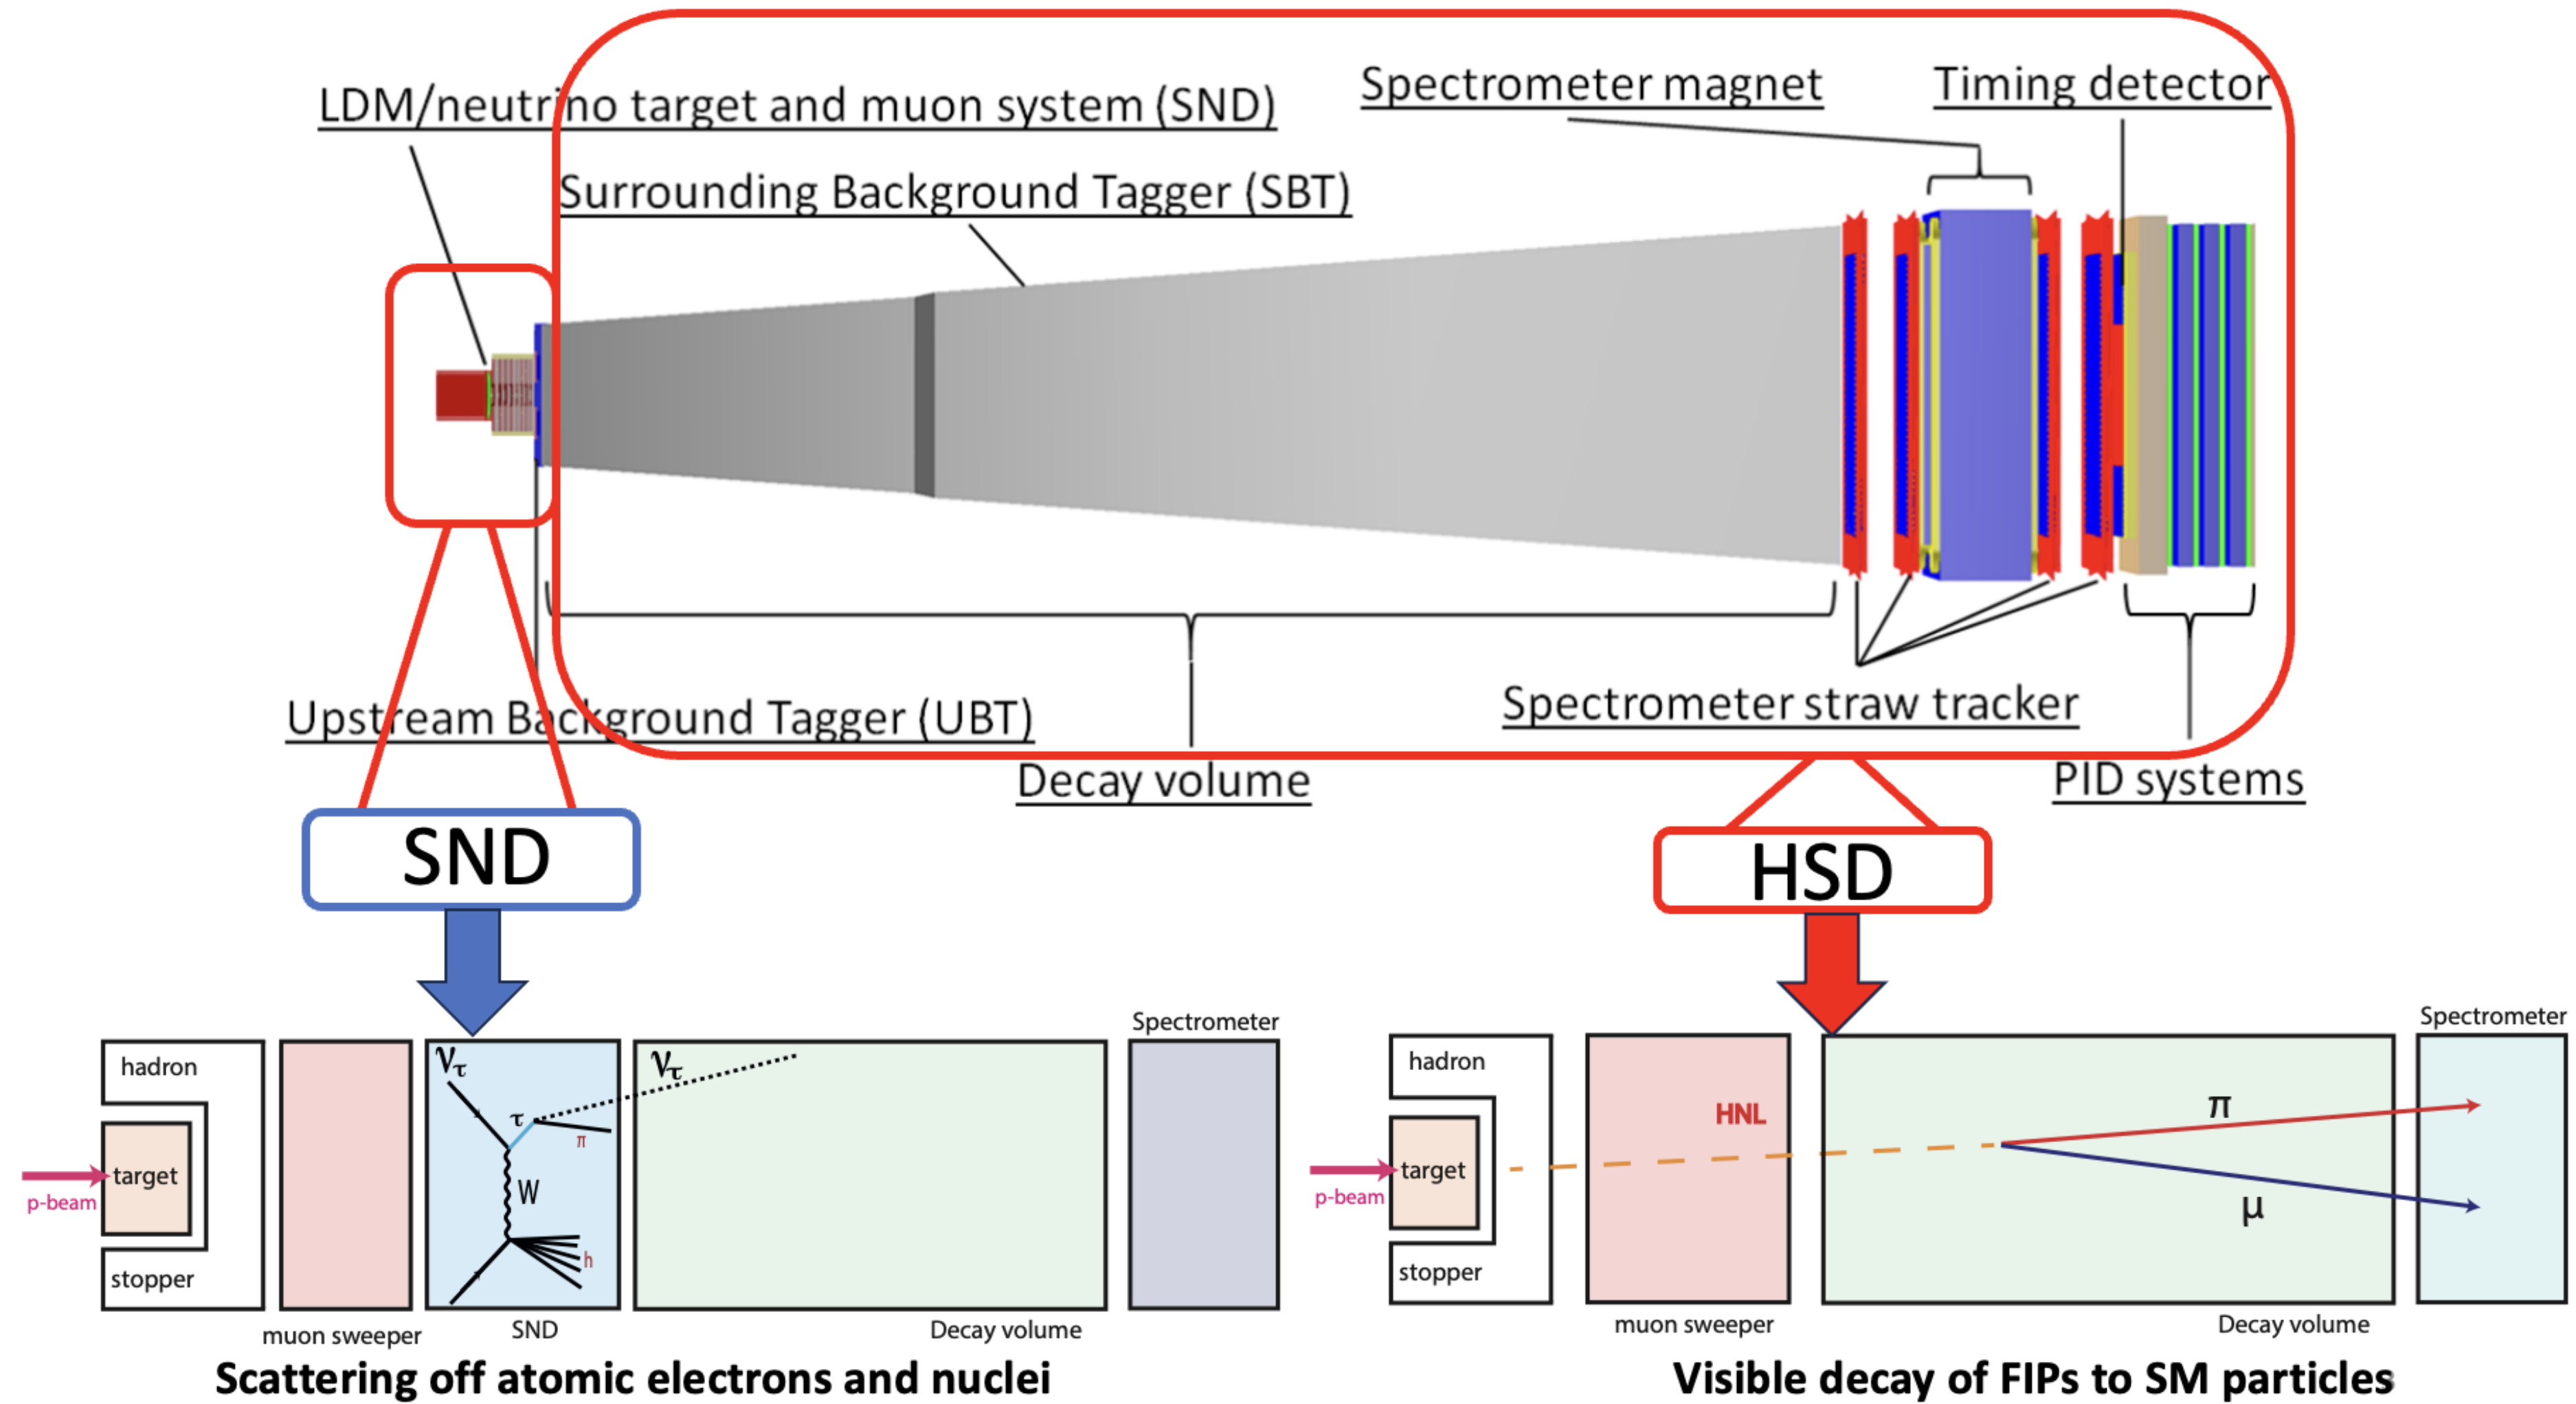 Spectrometer magnet
Timing detector
LDM/neutrino target and muon system (SND)
Surrounding Background Tagger (SBT)
Upstream Background Tagger (UBT)
Spectrometer straw tracker
Decay volume
PID systems
SND
HSD
hadron
target
p-beam
stopper
muon sweeper
ντ
τ
π
W
h
SND
ντ
Decay volume
Spectrometer
Scattering off atomic electrons and nuclei
hadron
target
p-beam
stopper
HNL
muon sweeper
π
μ
Decay volume
Spectrometer
Visible decay of FIPs to SM particles